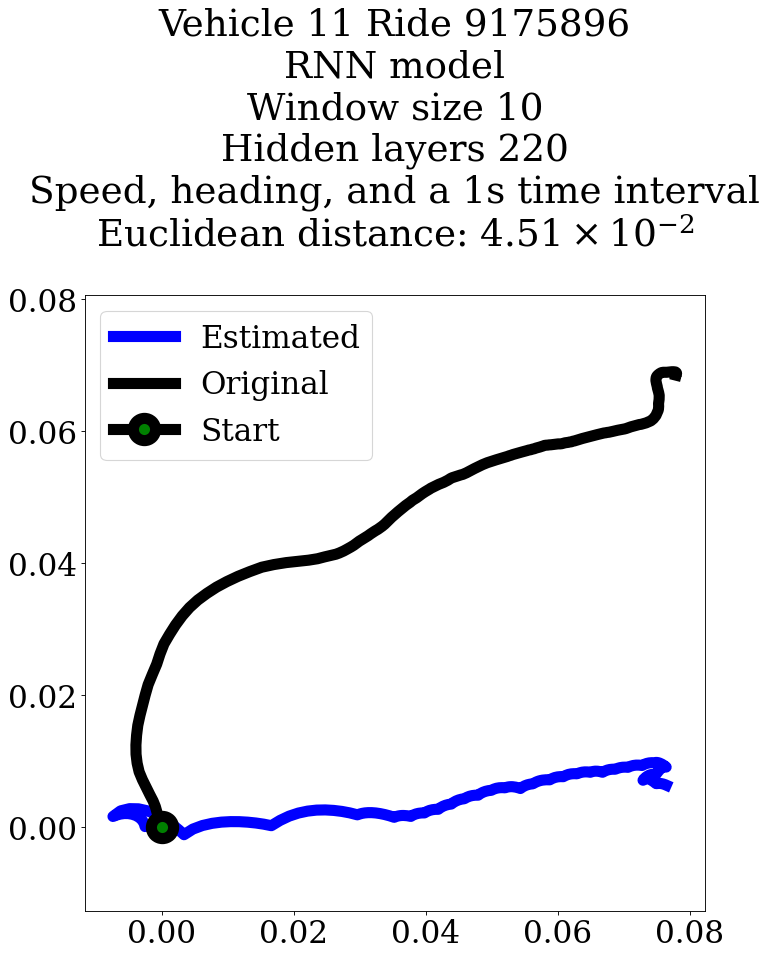 Vehicle 11 Ride 9175896
RNN model
Window size 10
Hidden layers 220
Speed, heading, and a 1s time interval
Euclidean distance: 4.51 × 10⁻²
0.08
0.06
0.04
0.02
0.00
Estimated
Original
Start
0.00 0.02 0.04 0.06 0.08